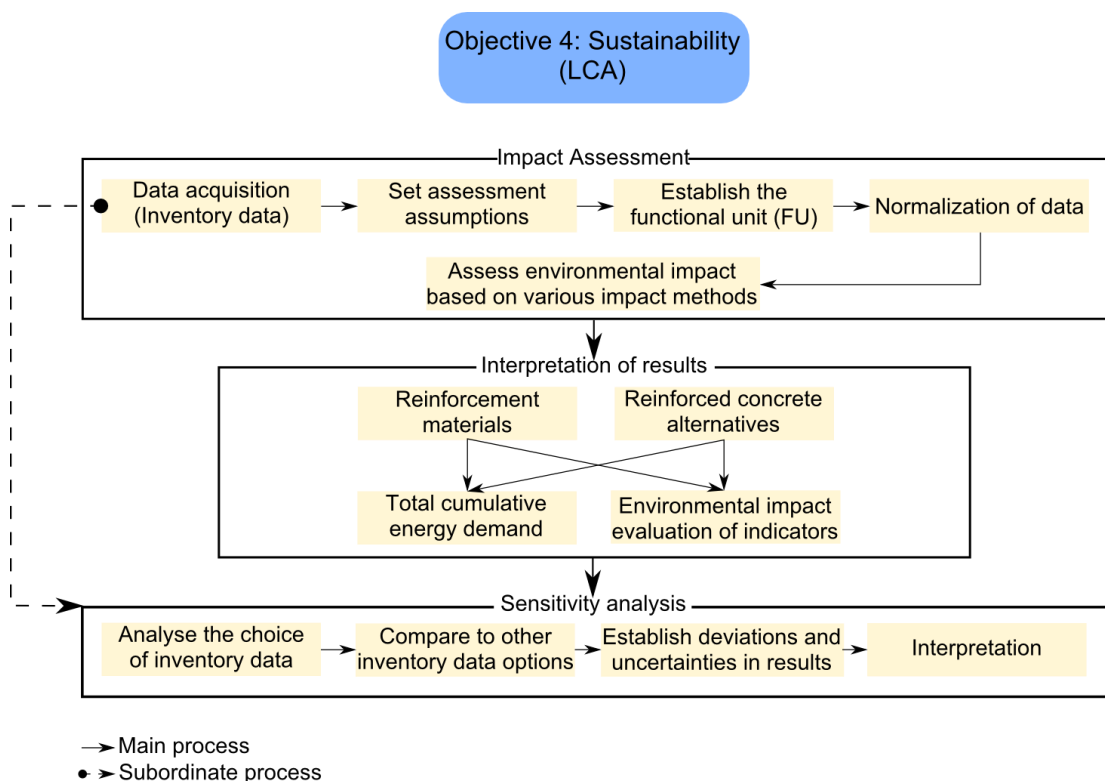 Objective 4: Sustainability
(LCA)
Impact Assessment
Data acquisition
(Inventory data)
Set assessment
assumptions
Establish the
functional unit (FU)
Normalization of data
Assess environmental impact
based on various impact methods
Interpretation of results
Reinforcement
materials
Reinforced concrete
alternatives
Total cumulative
energy demand
Environmental impact
evaluation of indicators
Sensitivity analysis
Analyse the choice
of inventory data
Compare to other
inventory data options
Establish deviations and
uncertainties in results
Interpretation
Main process
Subordinate process